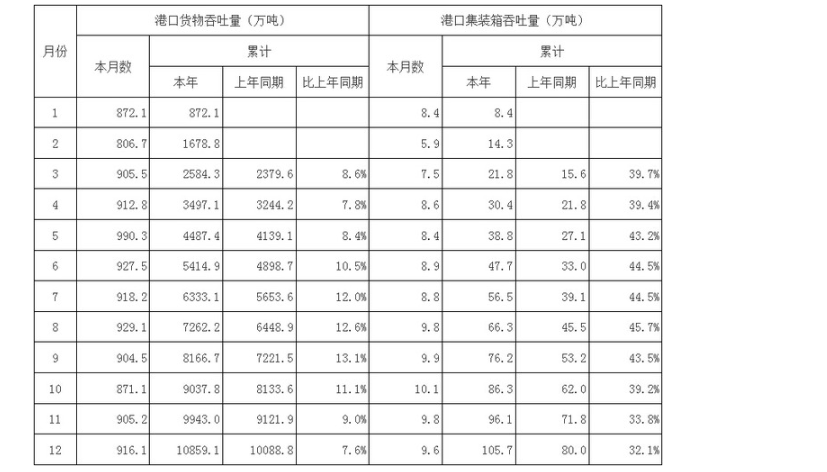 港口货物吞吐量（万吨） 港口集装箱吞吐量（万吨）
月份 本月数 累计 本月数 累计
本年 上年同期 比上年同期 本年 上年同期 比上年同期
1 872.1 872.1 8.4 8.4
2 806.7 1678.8 5.9 14.3
3 905.5 2584.3 2379.6 8.6% 7.5 21.8 15.6 39.7%
4 912.8 3497.1 3244.2 7.8% 8.6 30.4 21.8 39.4%
5 990.3 4487.4 4139.1 8.4% 8.4 38.8 27.1 43.2%
6 927.5 5414.9 4898.7 10.5% 8.9 47.7 33.0 44.5%
7 918.2 6333.1 5653.6 12.0% 8.8 56.5 39.1 44.5%
8 929.1 7262.2 6448.9 12.6% 9.8 66.3 45.5 45.7%
9 904.5 8166.7 7221.5 13.1% 9.9 76.2 53.2 43.5%
10 871.1 9037.8 8133.6 11.1% 10.1 86.3 62.0 39.2%
11 905.2 9943.0 9121.9 9.0% 9.8 96.1 71.8 33.8%
12 916.1 10859.1 10088.8 7.6% 9.6 105.7 80.0 32.1%